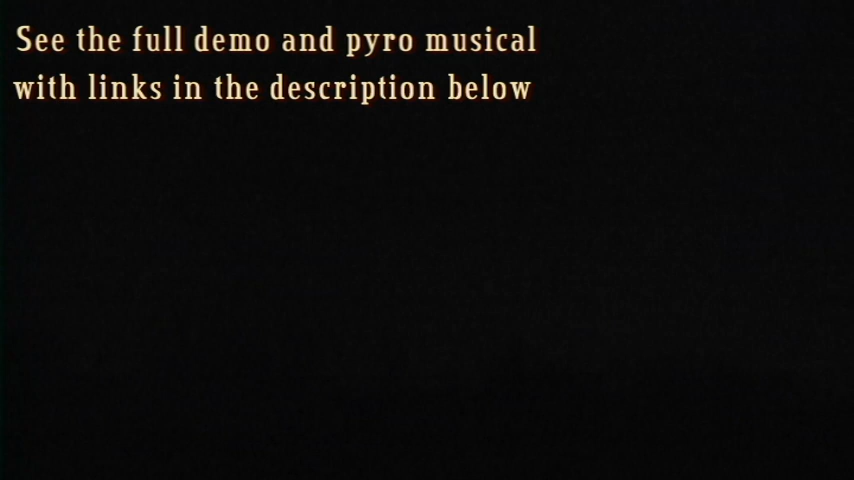 See the full demo and pyro musical
with links in the description below